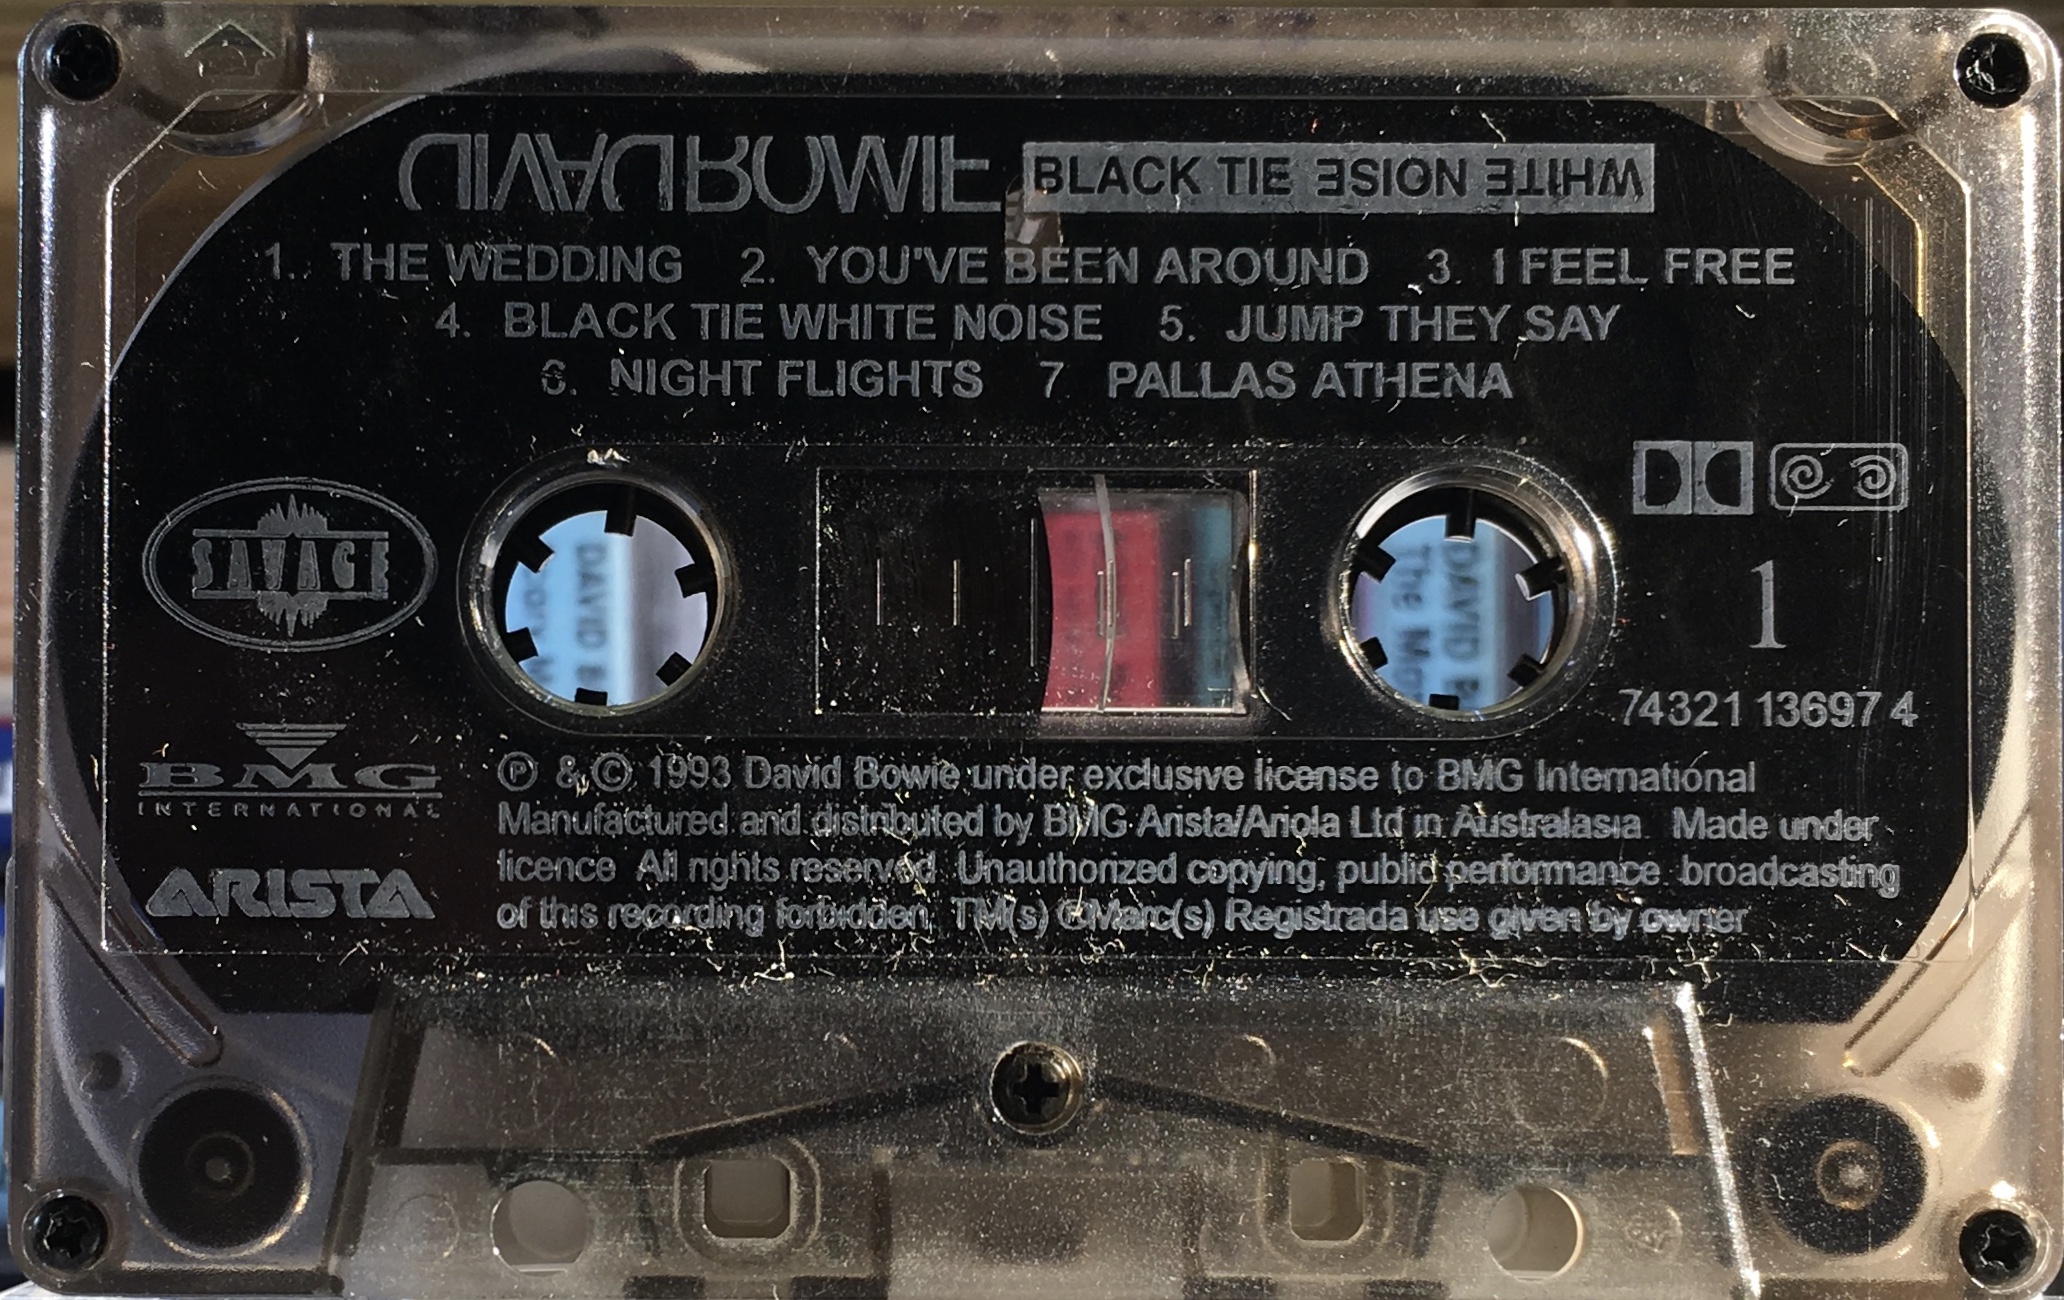 DAVID BOWIE BLACK TIE WHITE NOISE
1. THE WEDDING 2. YOU'VE BEEN AROUND 3. I FEEL FREE
4. BLACK TIE WHITE NOISE 5. JUMP THEY SAY
6. NIGHT FLIGHTS 7 PALLAS ATHENA
SAVAGE
1
74321 13697 4
BMG
INTERNATIONAL
ARISTA
Ⓟ & © 1993 David Bowie under exclusive license to BMG International
Manufactured and distributed by BMG Arista/Ariola Ltd in Australasia Made under
licence All rights reserved Unauthorized copying, public performance broadcasting
of this recording forbidden TM(s) ®Marc(s) Registrada use given by owner
DAVID B
DAVID B
The Mo